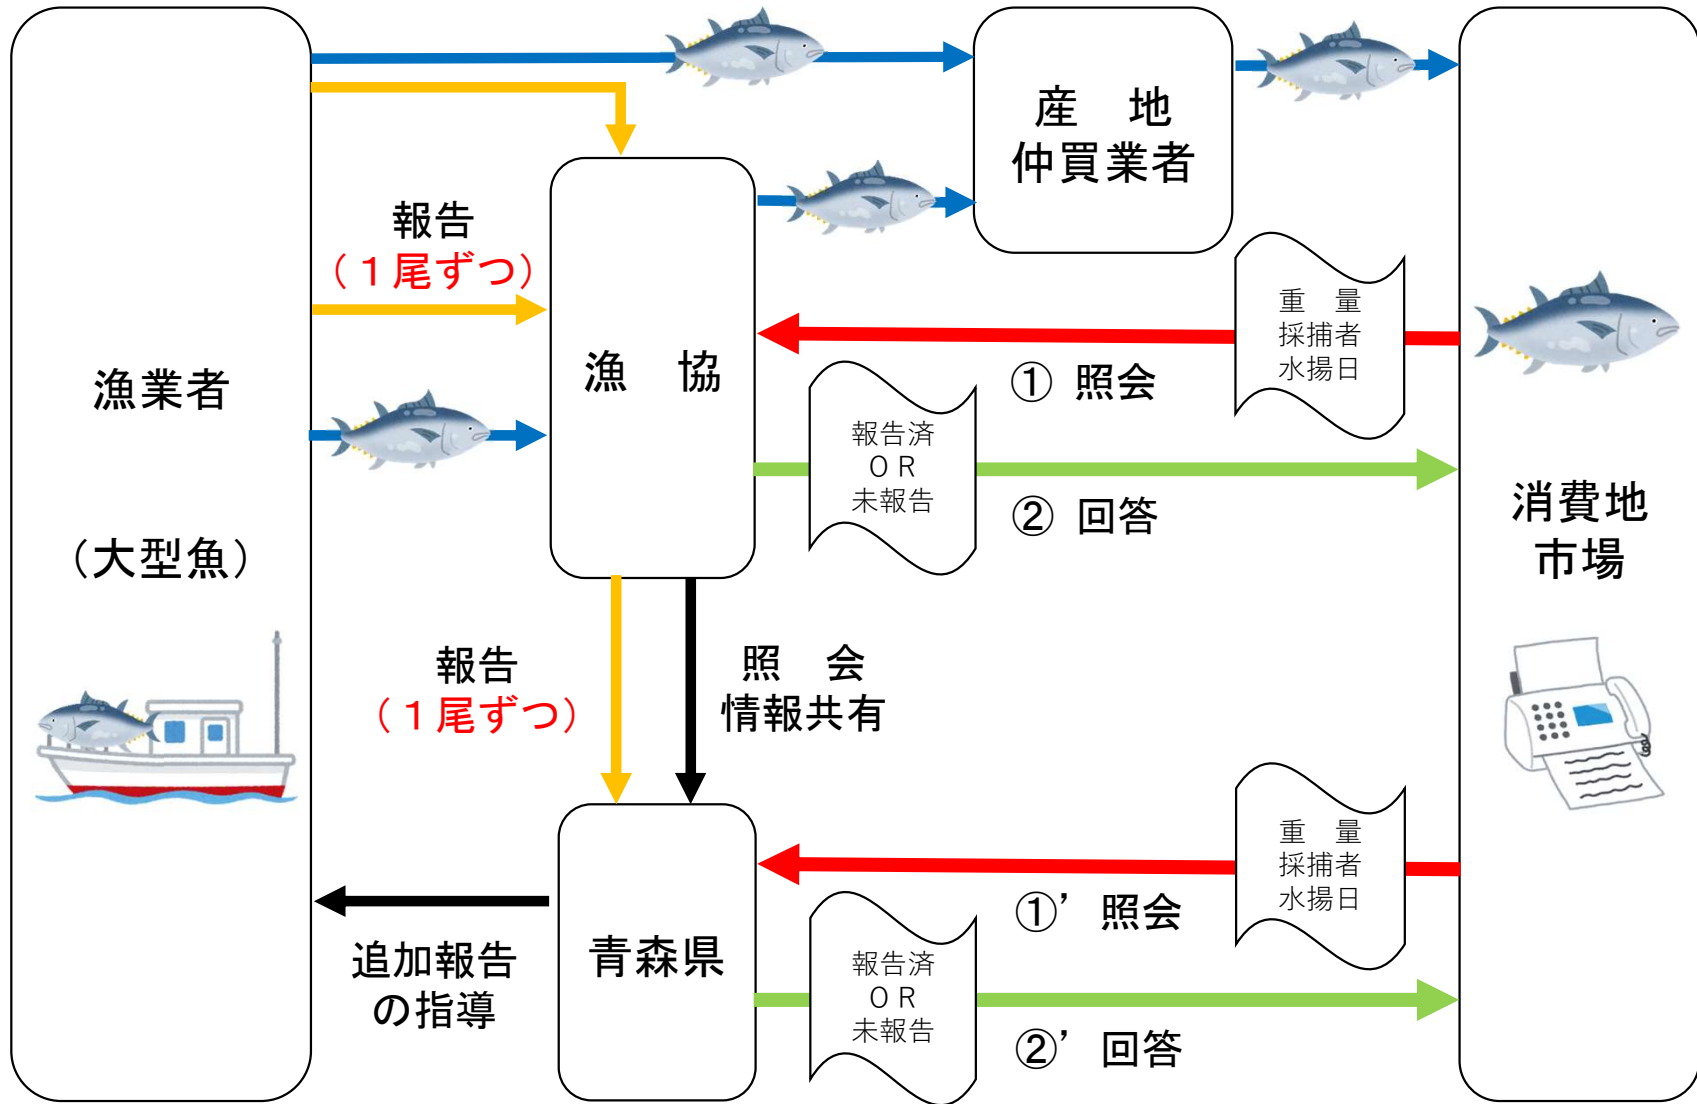 産　地
仲買業者
報告
（１尾ずつ）
漁業者
（大型魚）
漁　協
重　量
採捕者
水揚日
① 照会
報告済
ＯＲ
未報告
② 回答
消費地
市場
報告
（１尾ずつ）
照　会
情報共有
重　量
採捕者
水揚日
①’ 照会
青森県
追加報告
の指導
報告済
ＯＲ
未報告
②’ 回答